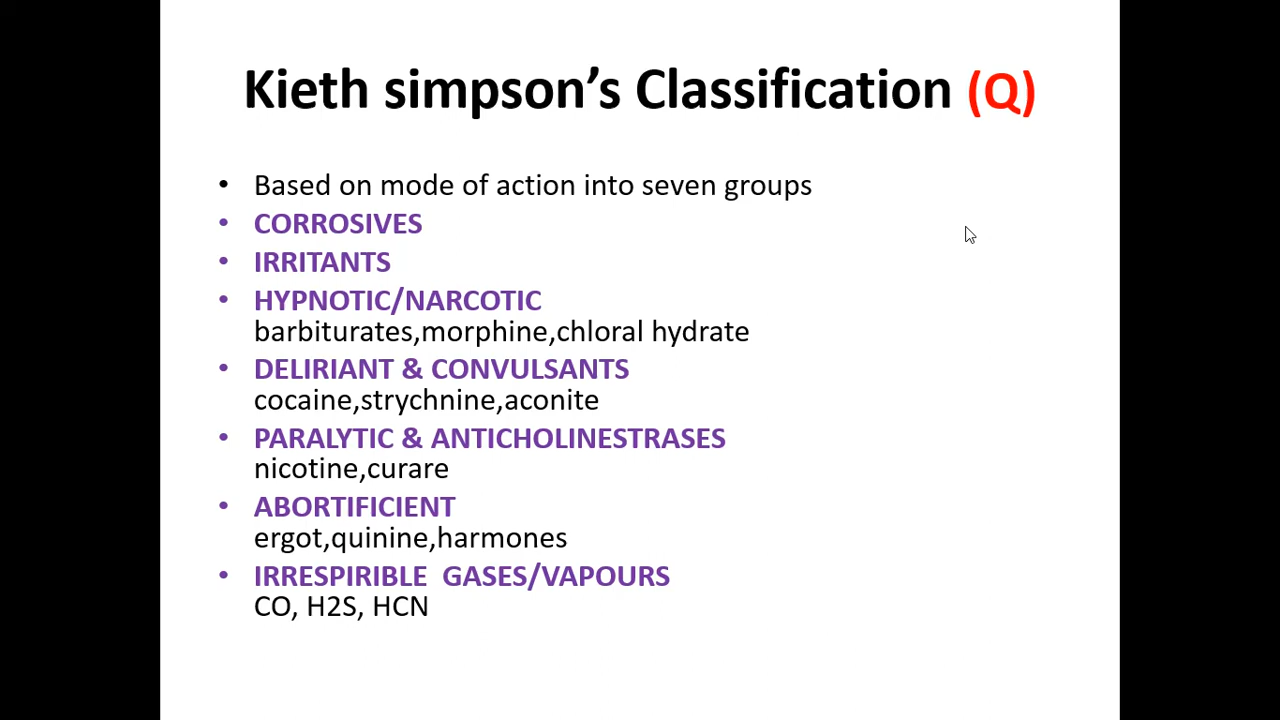 Kieth simpson’s Classification (Q)
• Based on mode of action into seven groups
• CORROSIVES
• IRRITANTS
• HYPNOTIC/NARCOTIC
barbiturates,morphine,chloral hydrate
• DELIRIANT & CONVULSANTS
cocaine,strychnine,aconite
• PARALYTIC & ANTICHOLINESTRASES
nicotine,curare
• ABORTIFICIENT
ergot,quinine,harmones
• IRRESPIRIBLE  GASES/VAPOURS
CO, H2S, HCN